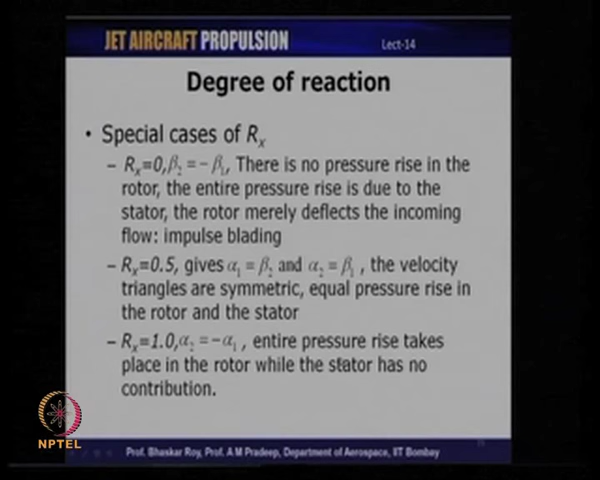 JET AIRCRAFT PROPULSION Lect-14
Degree of reaction
• Special cases of Rₓ
– Rₓ=0, β₂ = – β₁, There is no pressure rise in the
rotor, the entire pressure rise is due to the
stator, the rotor merely deflects the incoming
flow: impulse blading
– Rₓ=0.5, gives α₁ = β₂ and α₂ = β₁ , the velocity
triangles are symmetric, equal pressure rise in
the rotor and the stator
– Rₓ=1.0, α₂ = –α₁ , entire pressure rise takes
place in the rotor while the stator has no
contribution.
NPTEL
Prof. Bhaskar Roy, Prof. A M Pradeep, Department of Aerospace, IIT Bombay